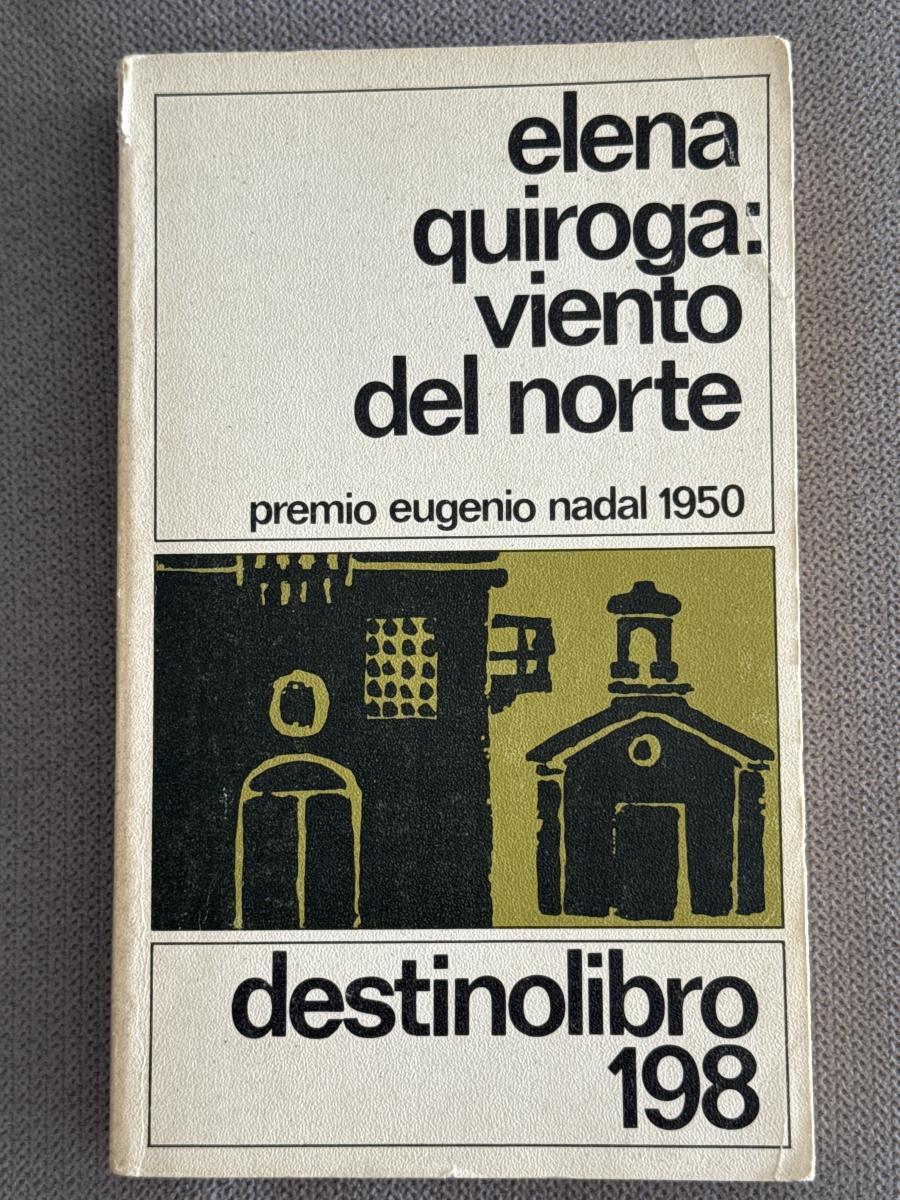 elena
quiroga:
viento
del norte
premio eugenio nadal 1950
destinolibro
198